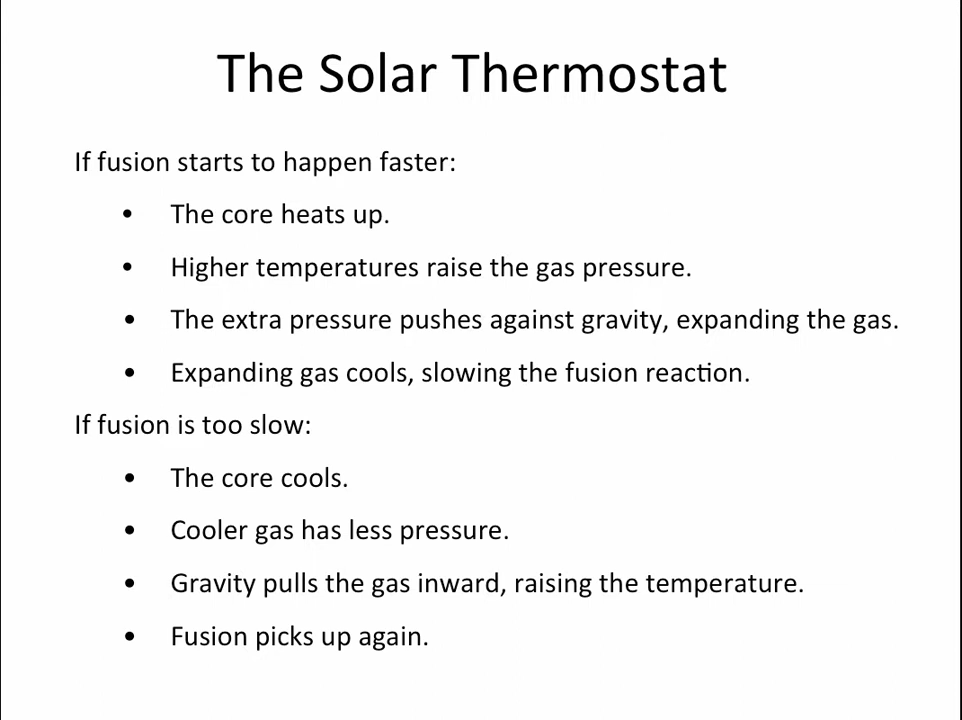 The Solar Thermostat
If fusion starts to happen faster:
• The core heats up.
• Higher temperatures raise the gas pressure.
• The extra pressure pushes against gravity, expanding the gas.
• Expanding gas cools, slowing the fusion reaction.
If fusion is too slow:
• The core cools.
• Cooler gas has less pressure.
• Gravity pulls the gas inward, raising the temperature.
• Fusion picks up again.